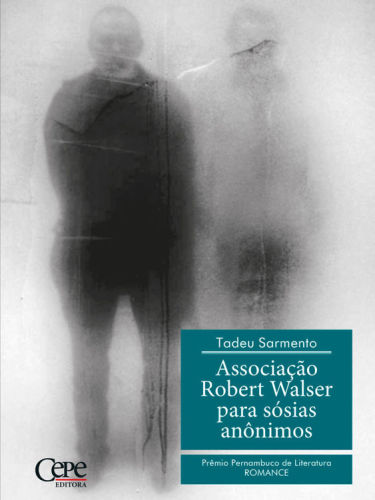 Tadeu Sarmento
Associação
Robert Walser
para sósias
anônimos
Prêmio Pernambuco de Literatura
ROMANCE
Cepe
EDITORA